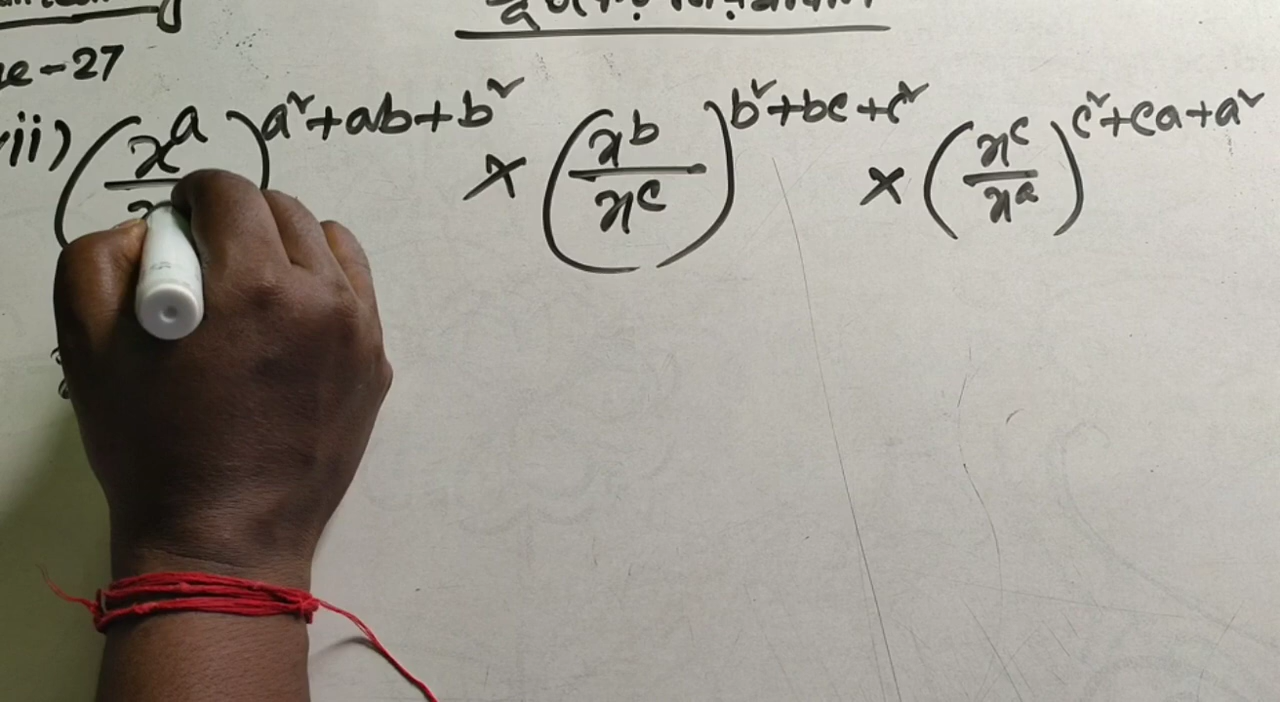 e-27
ii) (x^a/x)^(a²+ab+b²) × (x^b/x^c)^(b²+bc+c²) × (x^c/x^a)^(c²+ca+a²)